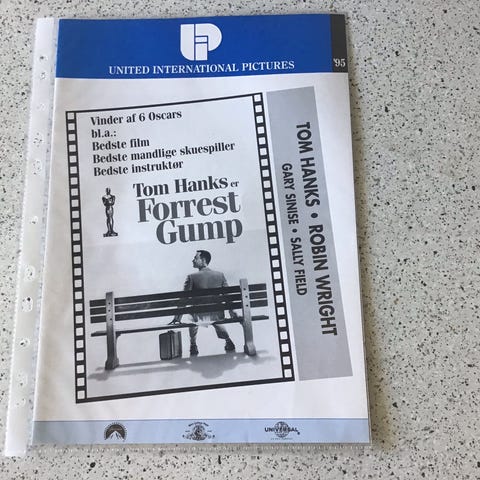 UNITED INTERNATIONAL PICTURES
'95
Vinder af 6 Oscars
bl.a.:
Bedste film
Bedste mandlige skuespiller
Bedste instruktør
Tom Hanks er
Forrest
Gump
TOM HANKS • ROBIN WRIGHT
GARY SINISE • SALLY FIELD
UNIVERSAL